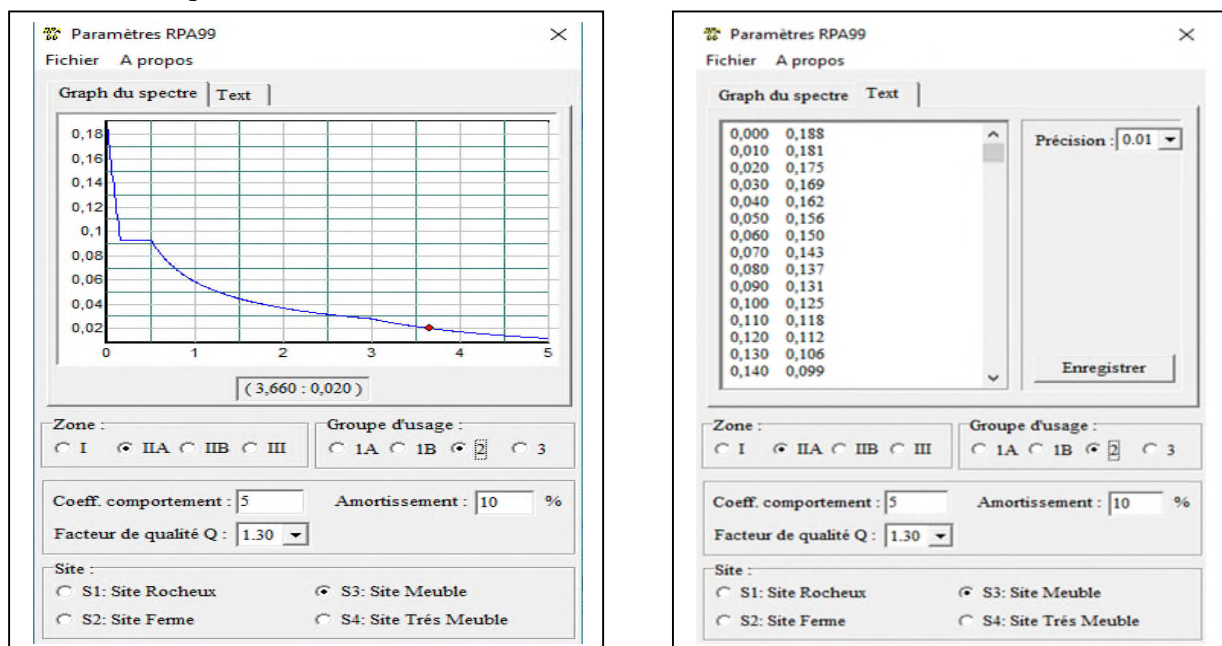 Paramètres RPA99
Fichier A propos
Graph du spectre Text
0,18
0,16
0,14
0,12
0,1
0,08
0,06
0,04
0,02
0 1 2 3 4 5
( 3,660 : 0,020 )
Zone :
I IIA IIB III
Groupe d'usage :
1A 1B 2 3
Coeff. comportement : 5 Amortissement : 10 %
Facteur de qualité Q : 1.30
Site :
S1: Site Rocheux S3: Site Meuble
S2: Site Ferme S4: Site Trés Meuble
Paramètres RPA99
Fichier A propos
Graph du spectre Text
0,000 0,188
0,010 0,181
0,020 0,175
0,030 0,169
0,040 0,162
0,050 0,156
0,060 0,150
0,070 0,143
0,080 0,137
0,090 0,131
0,100 0,125
0,110 0,118
0,120 0,112
0,130 0,106
0,140 0,099
Précision : 0.01
Enregistrer
Zone :
I IIA IIB III
Groupe d'usage :
1A 1B 2 3
Coeff. comportement : 5 Amortissement : 10 %
Facteur de qualité Q : 1.30
Site :
S1: Site Rocheux S3: Site Meuble
S2: Site Ferme S4: Site Trés Meuble